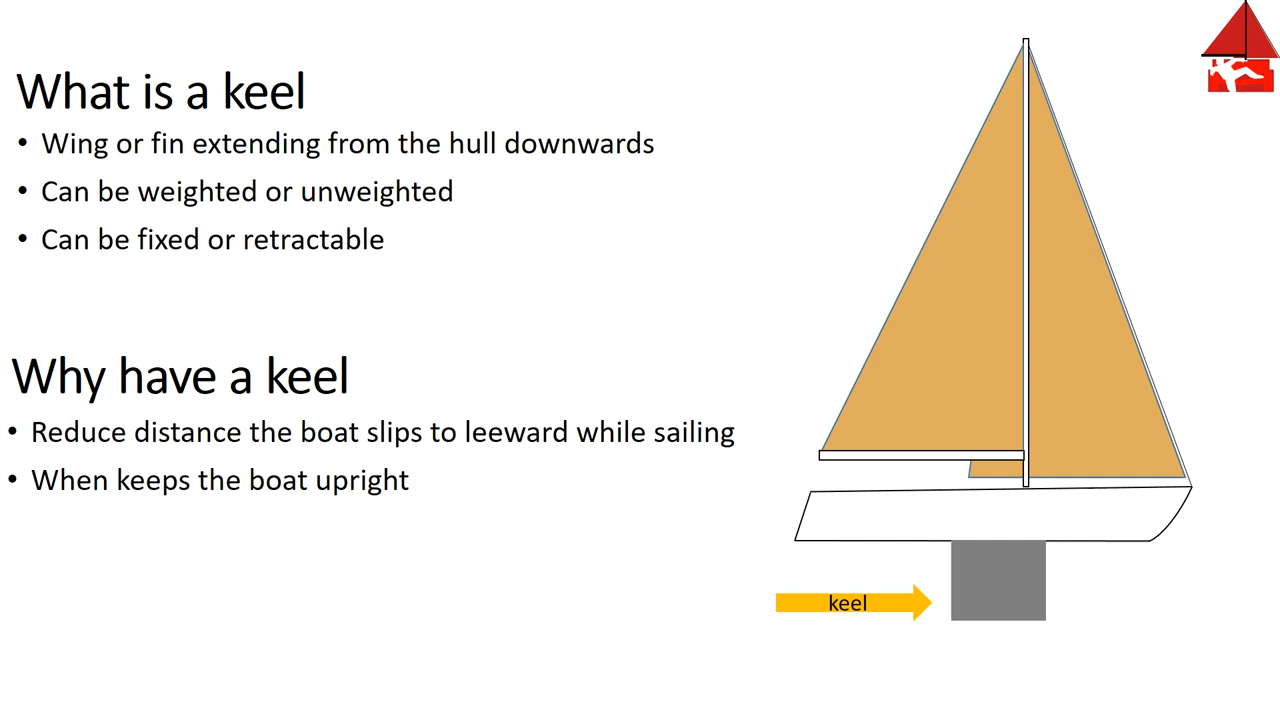 What is a keel
• Wing or fin extending from the hull downwards
• Can be weighted or unweighted
• Can be fixed or retractable
Why have a keel
• Reduce distance the boat slips to leeward while sailing
• When keeps the boat upright
keel